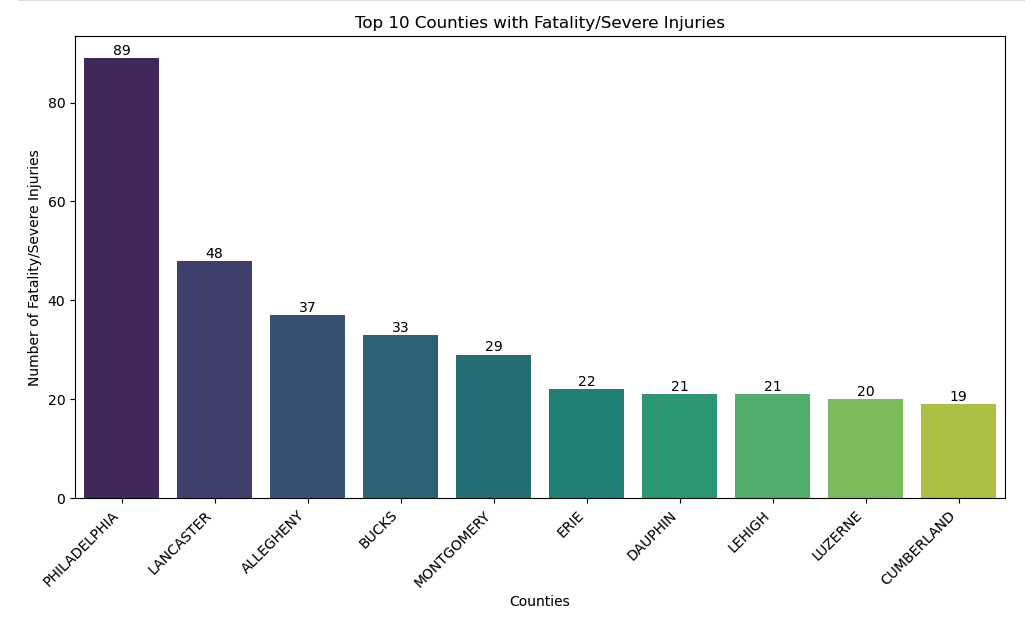 Top 10 Counties with Fatality/Severe Injuries
Number of Fatality/Severe Injuries
80
60
40
20
0
89
48
37
33
29
22
21
21
20
19
PHILADELPHIA
LANCASTER
ALLEGHENY
BUCKS
MONTGOMERY
ERIE
DAUPHIN
LEHIGH
LUZERNE
CUMBERLAND
Counties